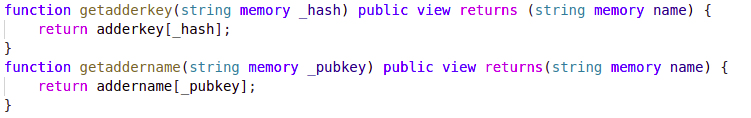 function getadderkey(string memory _hash) public view returns (string memory name) {
    return adderkey[_hash];
}
function getaddername(string memory _pubkey) public view returns(string memory name) {
    return addername[_pubkey];
}